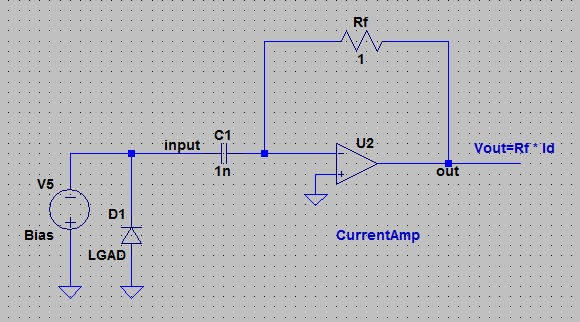 Rf
1
C1
input
1n
U2
Vout=Rf * Id
out
V5
D1
Bias
CurrentAmp
LGAD